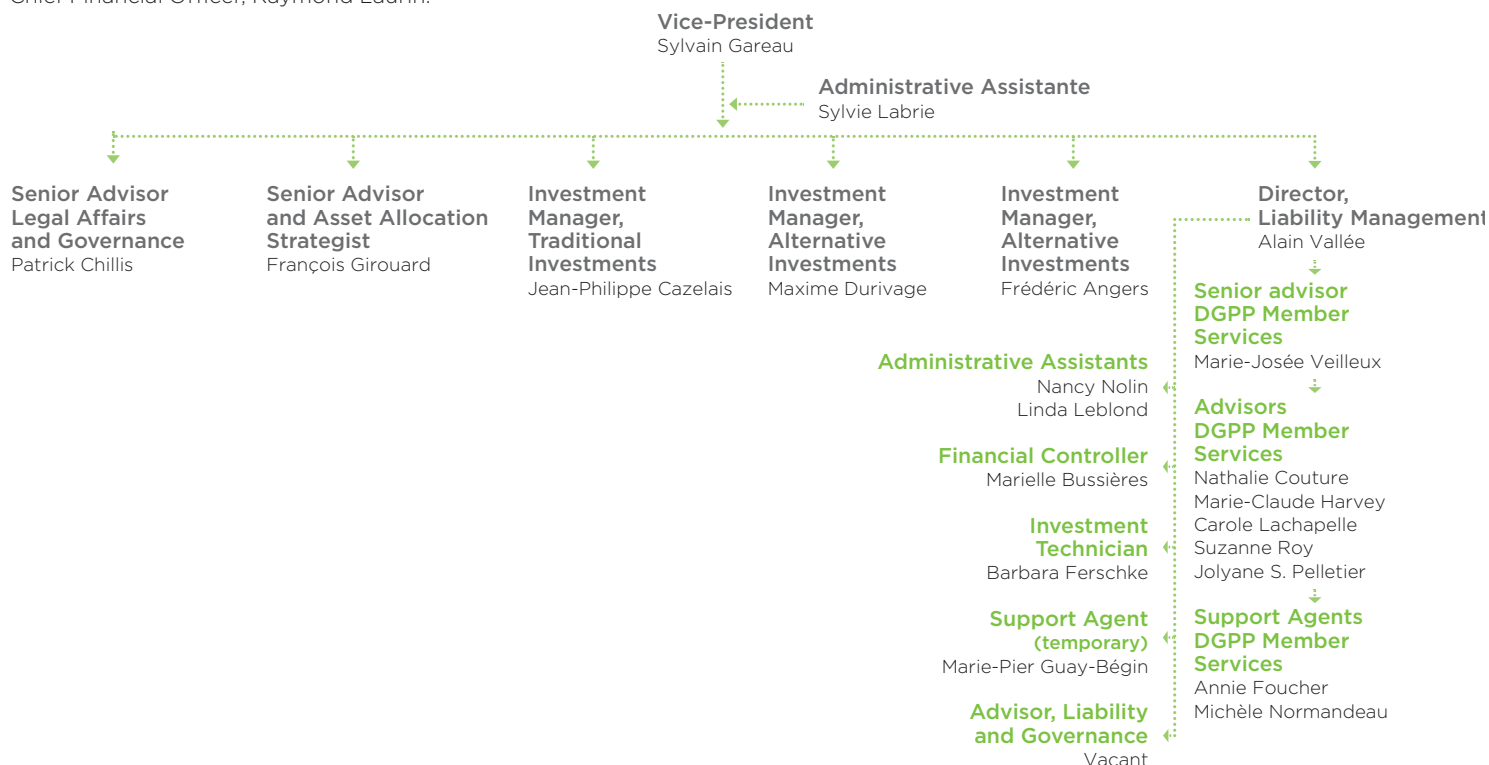 Chief Financial Officer, Raymond Laurin.
Vice-President
Sylvain Gareau
Administrative Assistante
Sylvie Labrie
Senior Advisor
Legal Affairs
and Governance
Patrick Chillis
Senior Advisor
and Asset Allocation
Strategist
François Girouard
Investment
Manager,
Traditional
Investments
Jean-Philippe Cazelais
Investment
Manager,
Alternative
Investments
Maxime Durivage
Investment
Manager,
Alternative
Investments
Frédéric Angers
Director,
Liability Management
Alain Vallée
Administrative Assistants
Nancy Nolin
Linda Leblond
Financial Controller
Marielle Bussières
Investment
Technician
Barbara Ferschke
Support Agent
(temporary)
Marie-Pier Guay-Bégin
Advisor, Liability
and Governance
Vacant
Senior advisor
DGPP Member
Services
Marie-Josée Veilleux
Advisors
DGPP Member
Services
Nathalie Couture
Marie-Claude Harvey
Carole Lachapelle
Suzanne Roy
Jolyane S. Pelletier
Support Agents
DGPP Member
Services
Annie Foucher
Michèle Normandeau